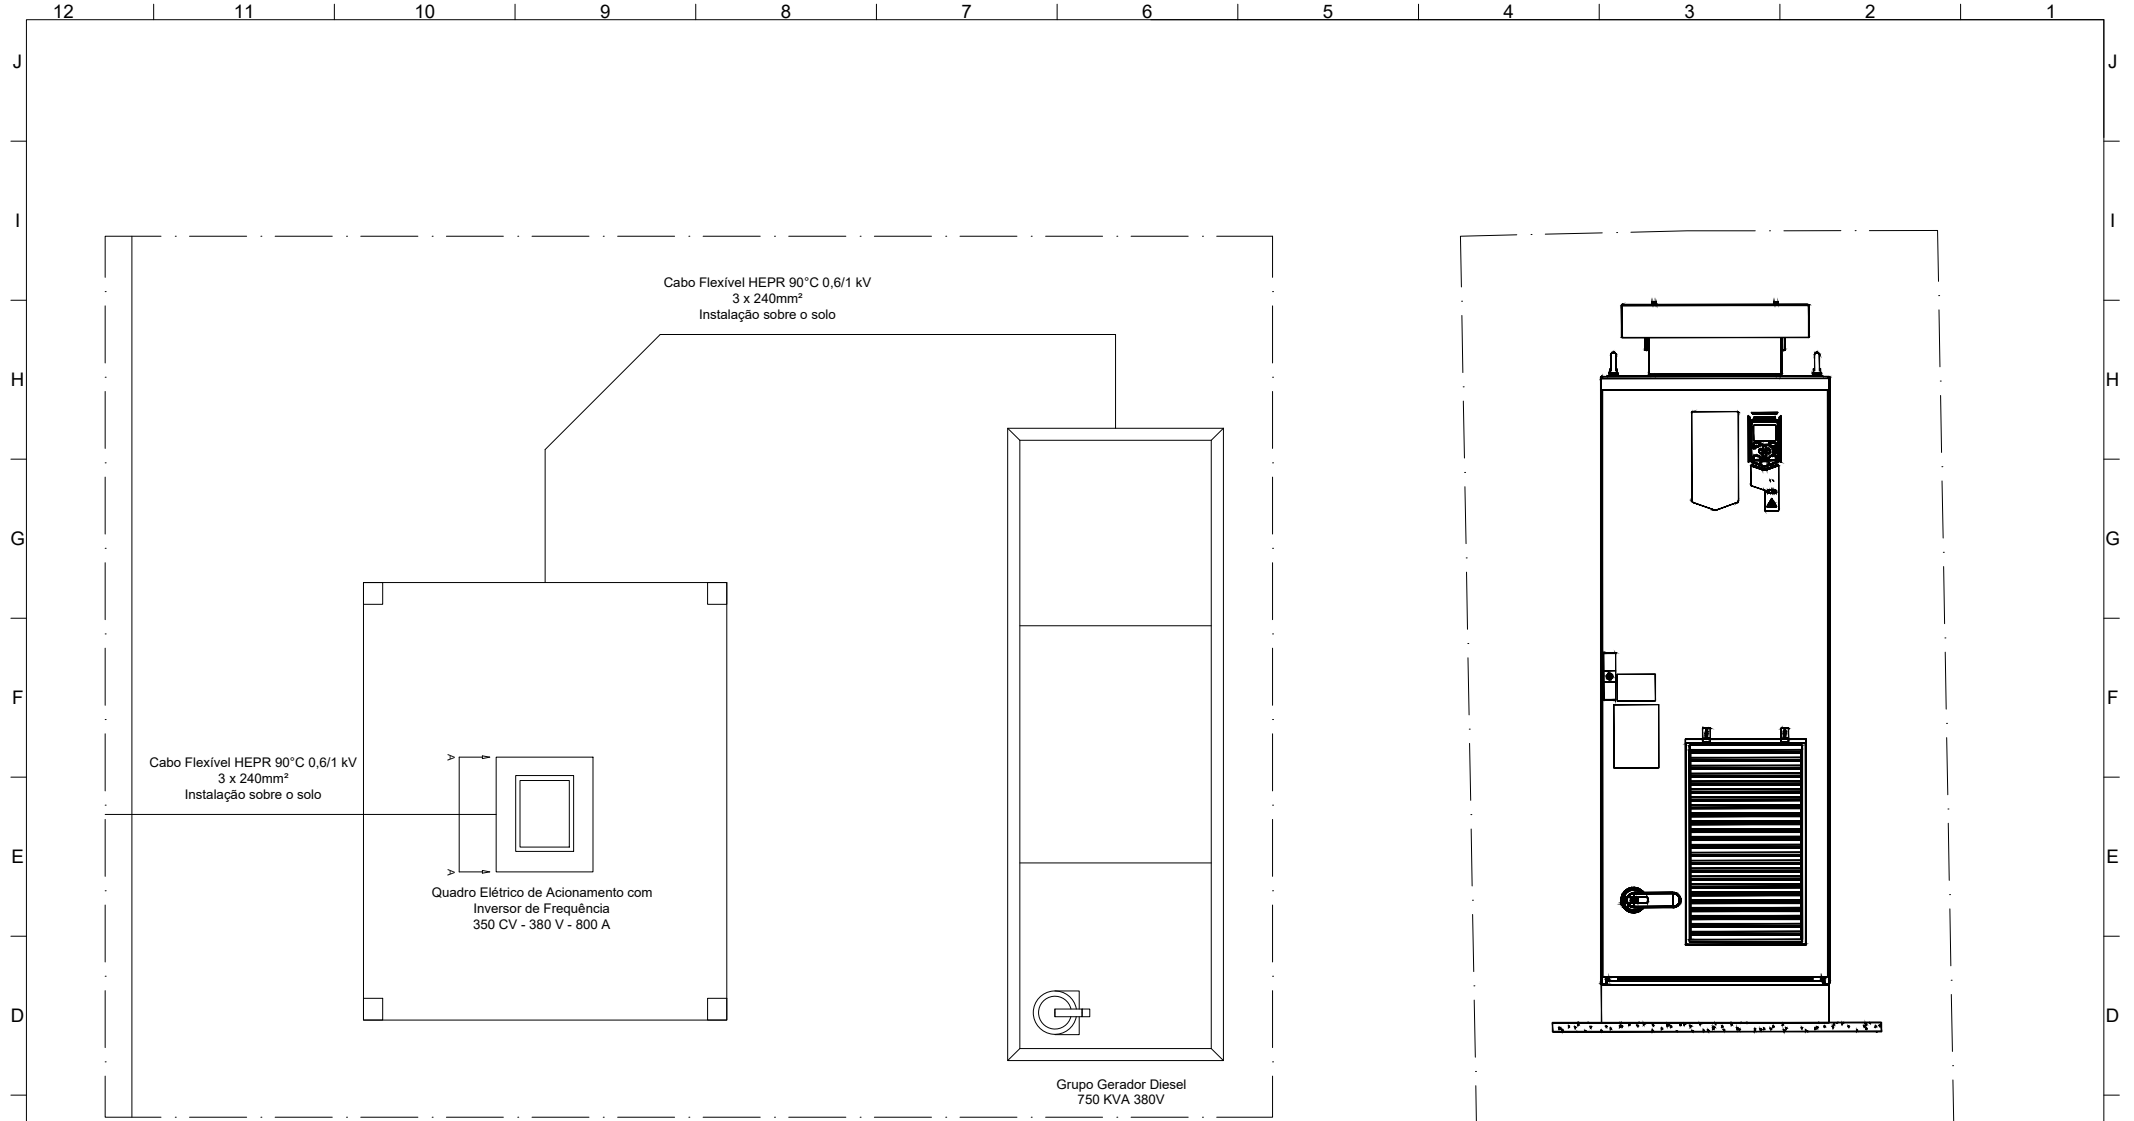 12 11 10 9 8 7 6 5 4 3 2 1
J J
I I
Cabo Flexível HEPR 90°C 0,6/1 kV
3 x 240mm²
Instalação sobre o solo
H H
G G
F F
Cabo Flexível HEPR 90°C 0,6/1 kV
3 x 240mm²
Instalação sobre o solo
A
A
E E
Quadro Elétrico de Acionamento com
Inversor de Frequência
350 CV - 380 V - 800 A
D D
Grupo Gerador Diesel
750 KVA 380V